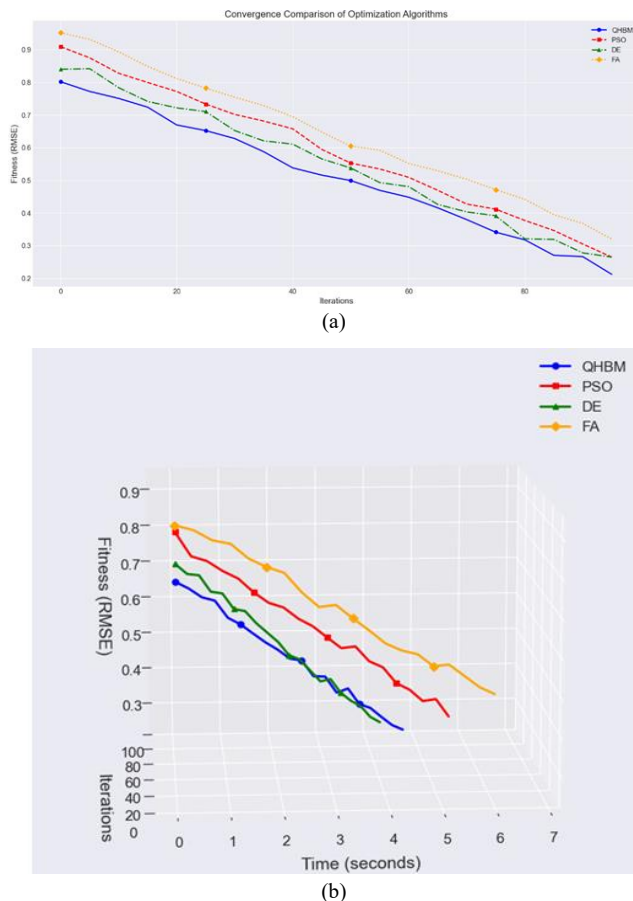 Convergence Comparison of Optimization Algorithms
QHBM
PSO
DE
FA
0.9
0.8
0.7
0.6
0.5
0.4
0.3
0.2
Fitness (RMSE)
0 20 40 60 80
Iterations
(a)
QHBM
PSO
DE
FA
0.9
0.8
0.7
0.6
0.5
0.4
0.3
Fitness (RMSE)
100
80
60
40
20
0
Iterations
0 1 2 3 4 5 6 7
Time (seconds)
(b)